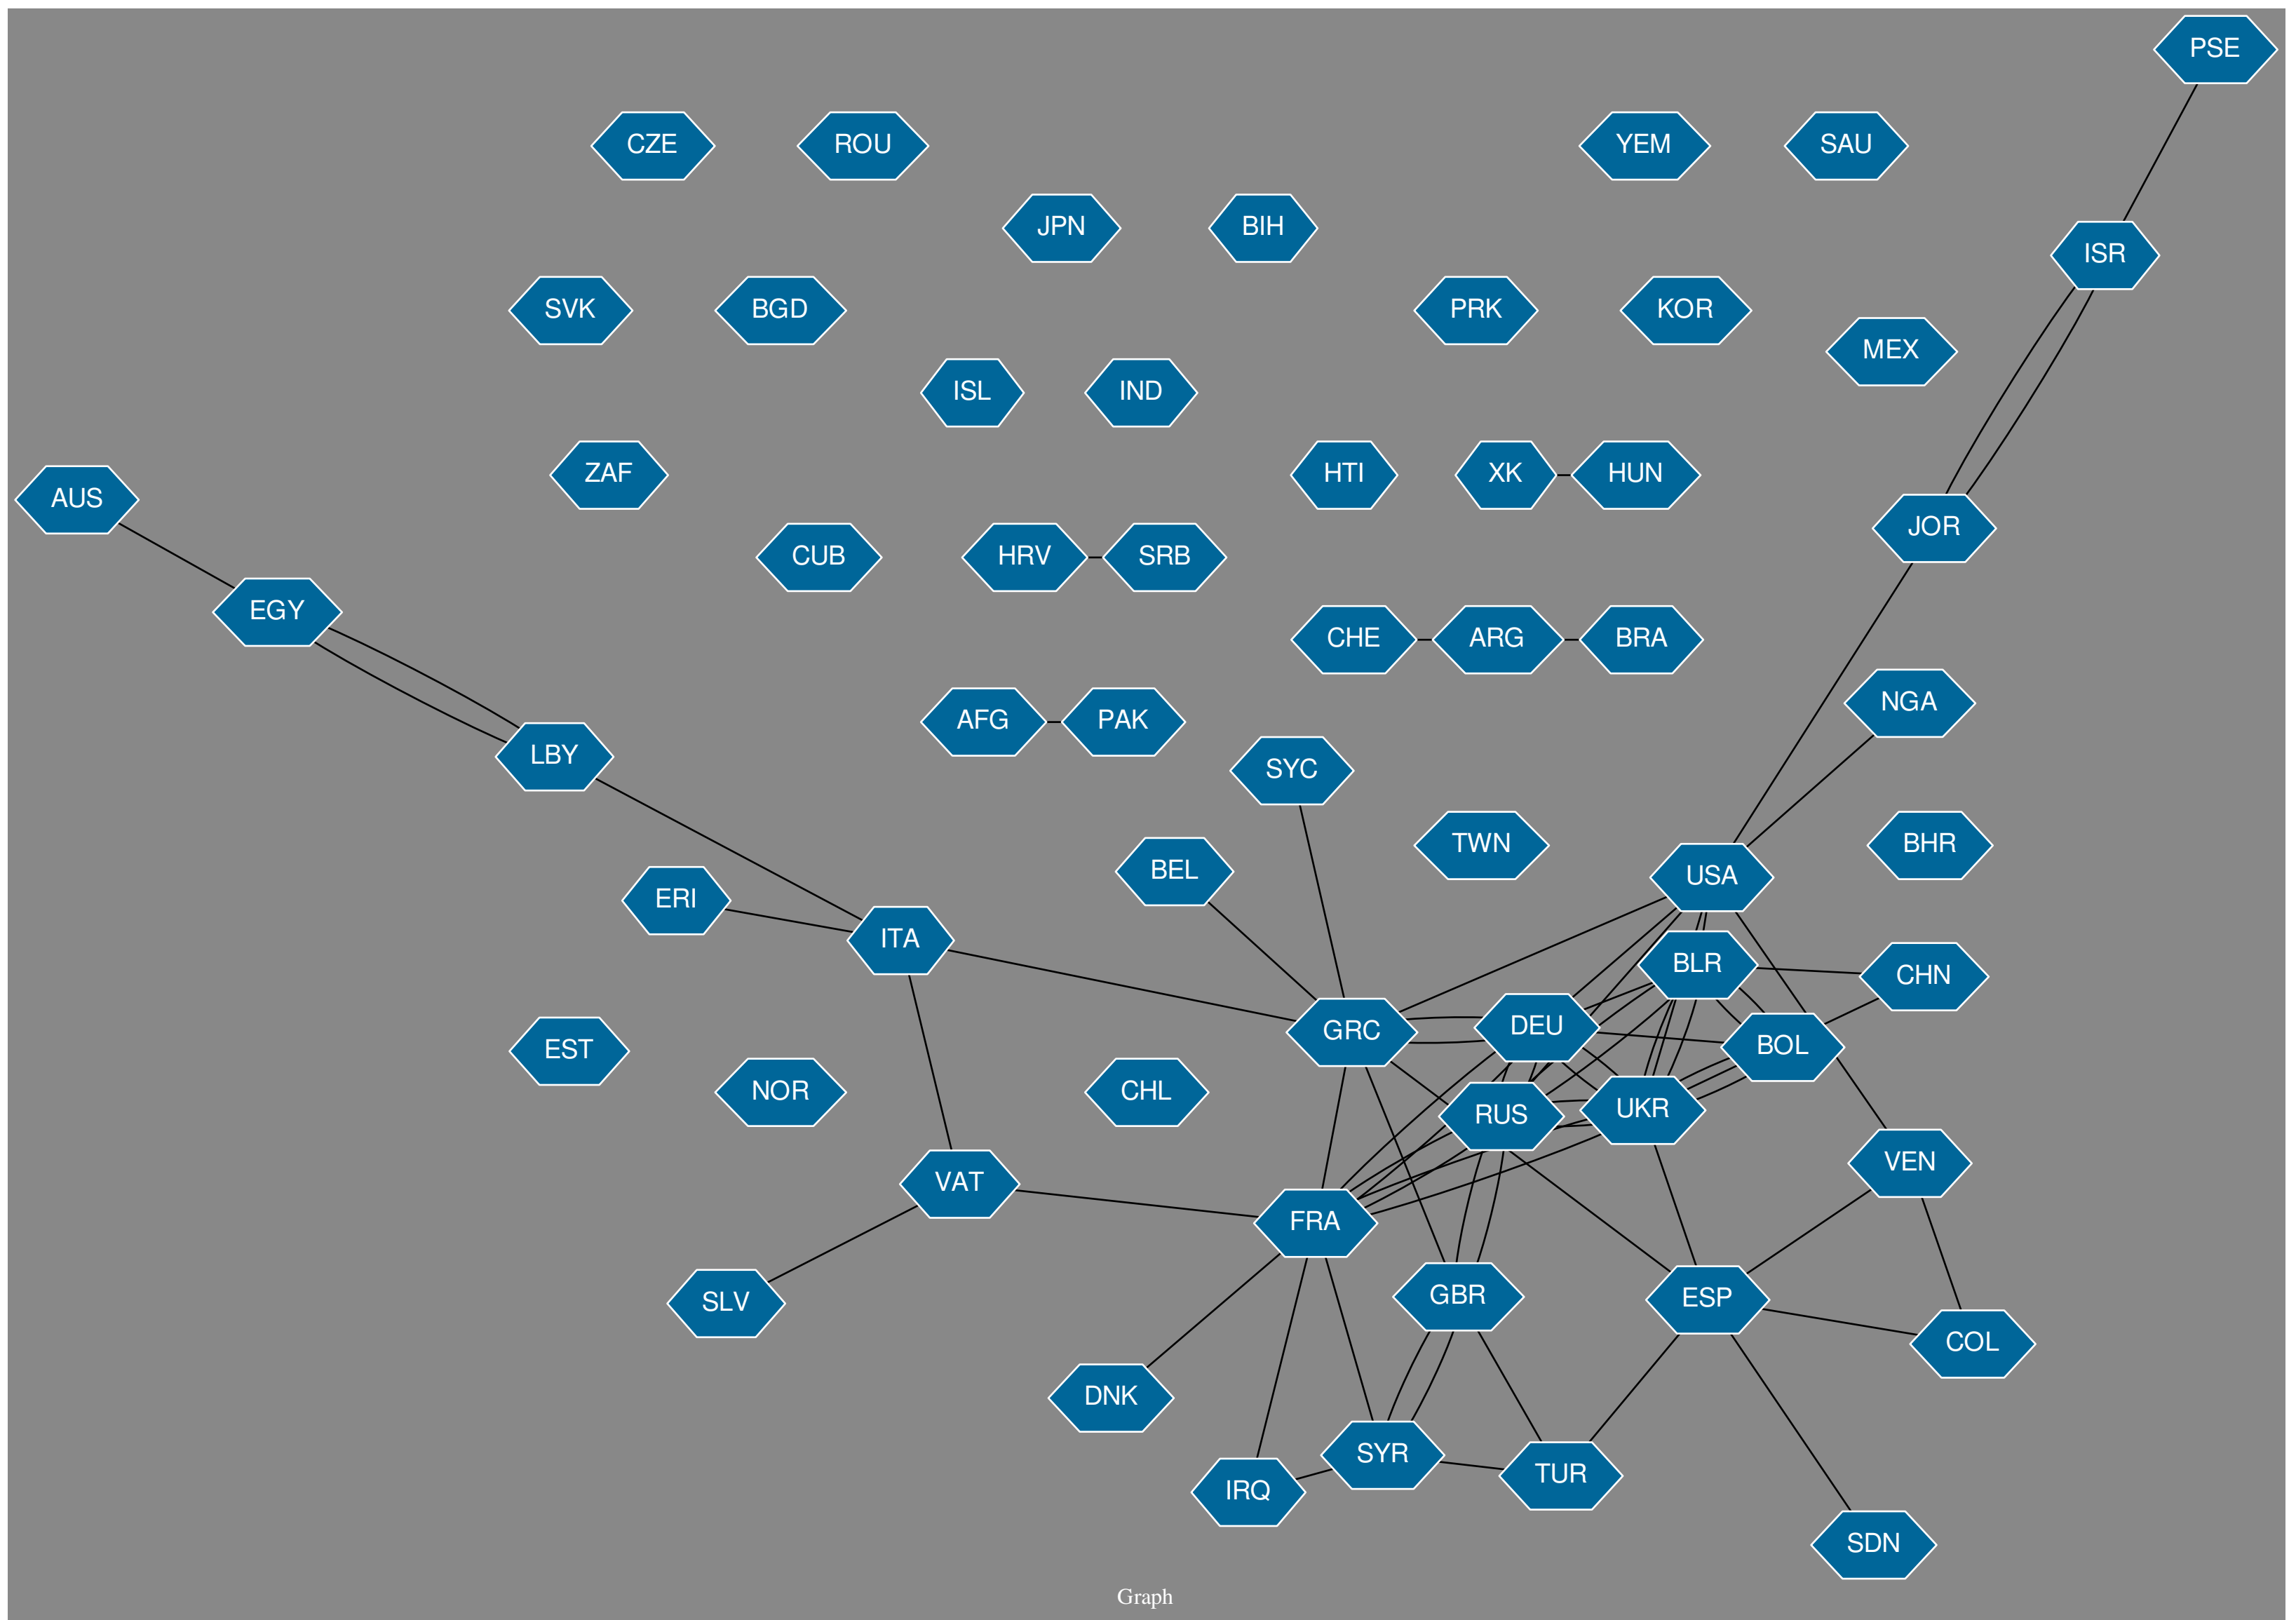 PSE
CZE
ROU
YEM
SAU
JPN
BIH
ISR
SVK
BGD
PRK
KOR
MEX
ISL
IND
ZAF
HTI
XK
HUN
AUS
JOR
CUB
HRV
SRB
EGY
CHE
ARG
BRA
NGA
AFG
PAK
LBY
SYC
TWN
BHR
BEL
USA
ERI
ITA
BLR
CHN
GRC
DEU
BOL
EST
NOR
CHL
RUS
UKR
VEN
VAT
FRA
SLV
GBR
ESP
COL
DNK
SYR
TUR
IRQ
SDN
Graph